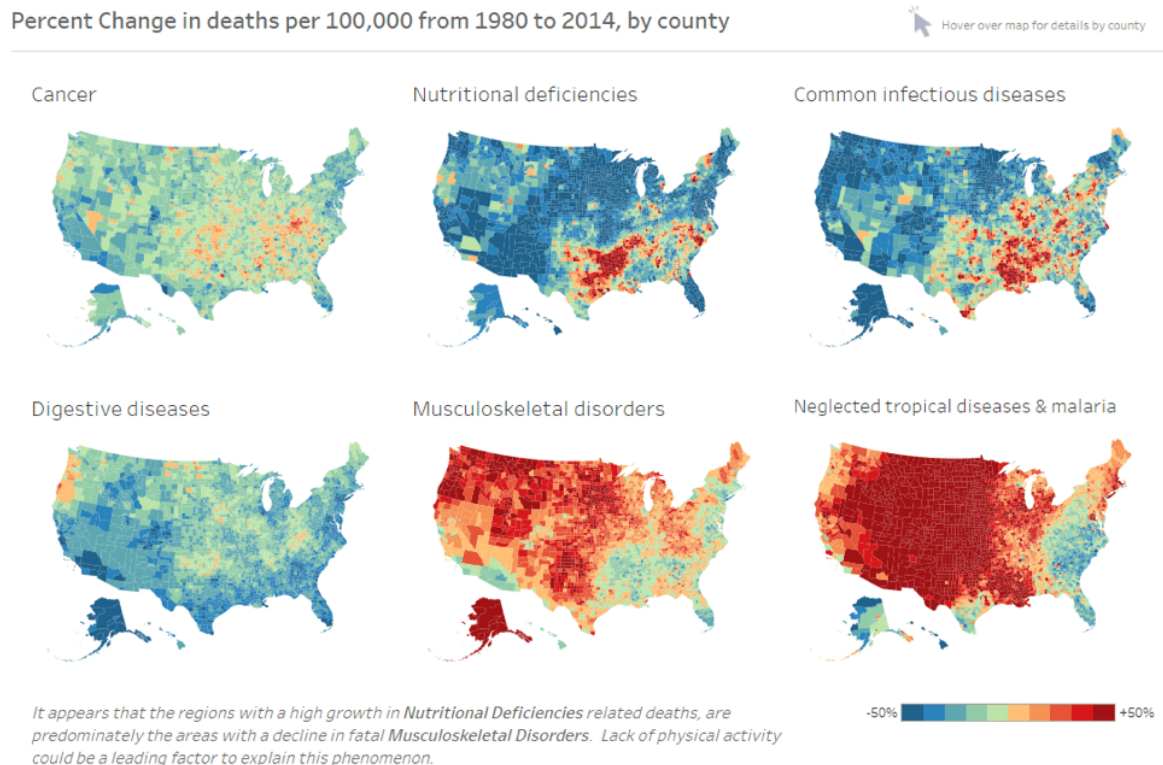 Percent Change in deaths per 100,000 from 1980 to 2014, by county
Hover over map for details by county
Cancer
Nutritional deficiencies
Common infectious diseases
Digestive diseases
Musculoskeletal disorders
Neglected tropical diseases & malaria
It appears that the regions with a high growth in Nutritional Deficiencies related deaths, are
predominately the areas with a decline in fatal Musculoskeletal Disorders. Lack of physical activity
could be a leading factor to explain this phenomenon.
-50%
+50%